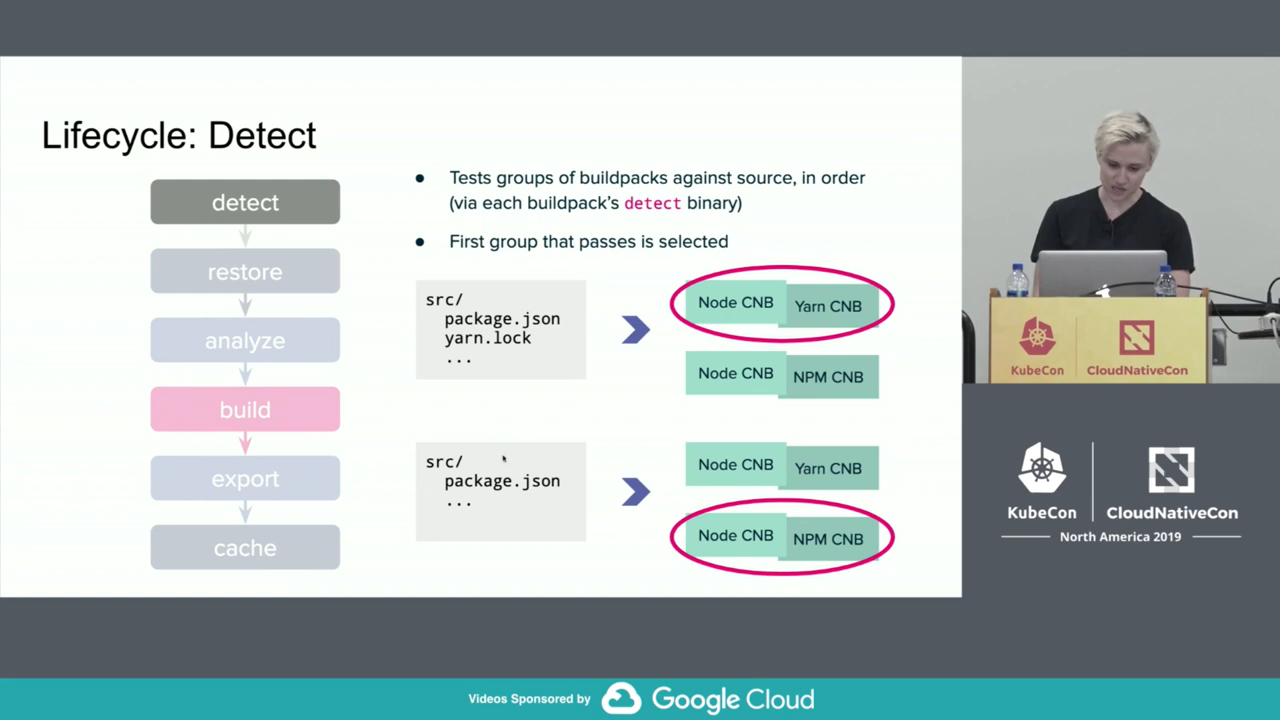 Lifecycle: Detect
detect
restore
analyze
build
export
cache
● Tests groups of buildpacks against source, in order
(via each buildpack's detect binary)
● First group that passes is selected
src/
package.json
yarn.lock
...
Node CNB
Yarn CNB
Node CNB
NPM CNB
src/
package.json
...
Node CNB
Yarn CNB
Node CNB
NPM CNB
KubeCon
CloudNativeCon
KubeCon
CloudNativeCon
North America 2019
Videos Sponsored by
Google Cloud